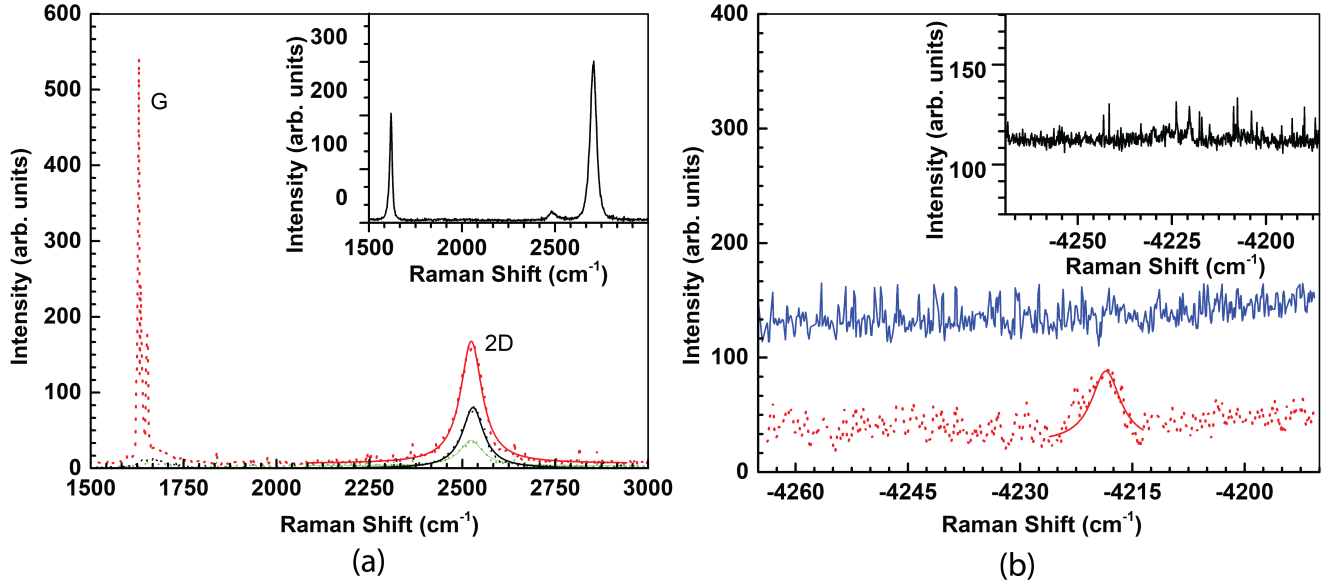 600
500
400
300
200
100
0
1500 1750 2000 2250 2500 2750 3000
Intensity (arb. units)
Raman Shift (cm-1)
G
2D
300
200
100
0
1500 2000 2500
Intensity (arb. units)
Raman Shift (cm-1)
(a)
400
300
200
100
0
-4260 -4245 -4230 -4215 -4200
Intensity (arb. units)
Raman Shift (cm-1)
150
100
-4250 -4225 -4200
Intensity (arb. units)
Raman Shift (cm-1)
(b)